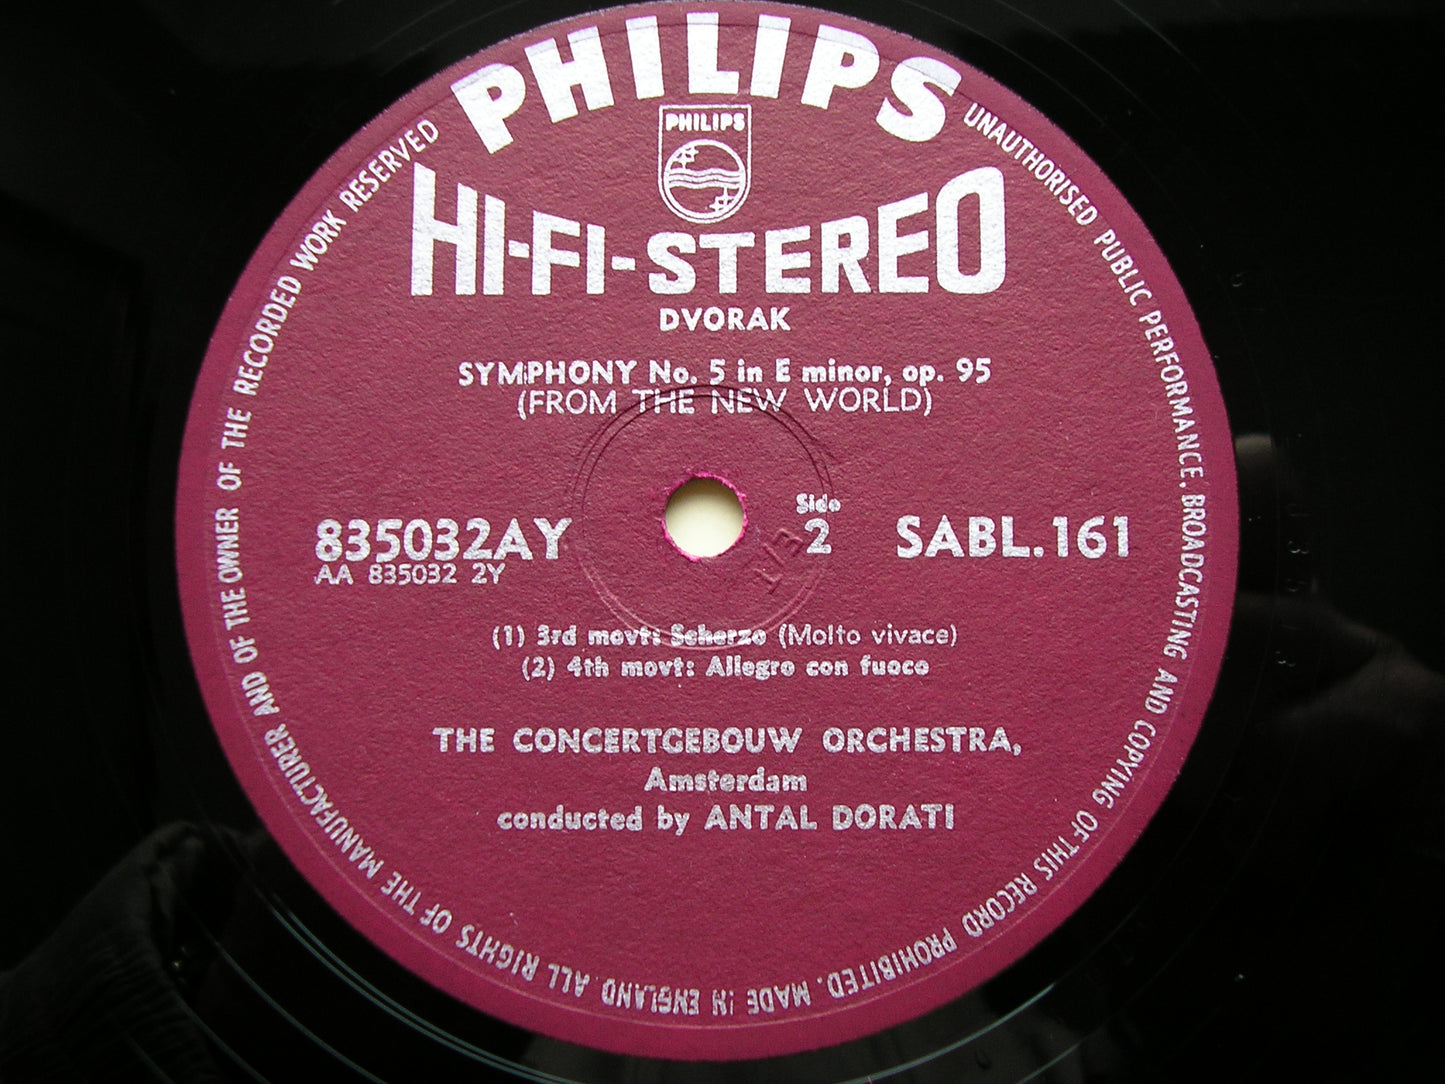 PHILIPS
PHILIPS
HI-FI-STEREO
DVORAK
SYMPHONY No. 5 in E minor, op. 95
(FROM THE NEW WORLD)
835032AY
AA 835032 2Y
Side
2
SABL.161
1/3
(1) 3rd movt: Scherzo (Molto vivace)
(2) 4th movt: Allegro con fuoco
THE CONCERTGEBOUW ORCHESTRA,
Amsterdam
conducted by ANTAL DORATI
ALL RIGHTS OF THE MANUFACTURER AND OF THE OWNER OF THE RECORDED WORK RESERVED
UNAUTHORISED PUBLIC PERFORMANCE, BROADCASTING AND COPYING OF THIS RECORD PROHIBITED. MADE IN ENGLAND